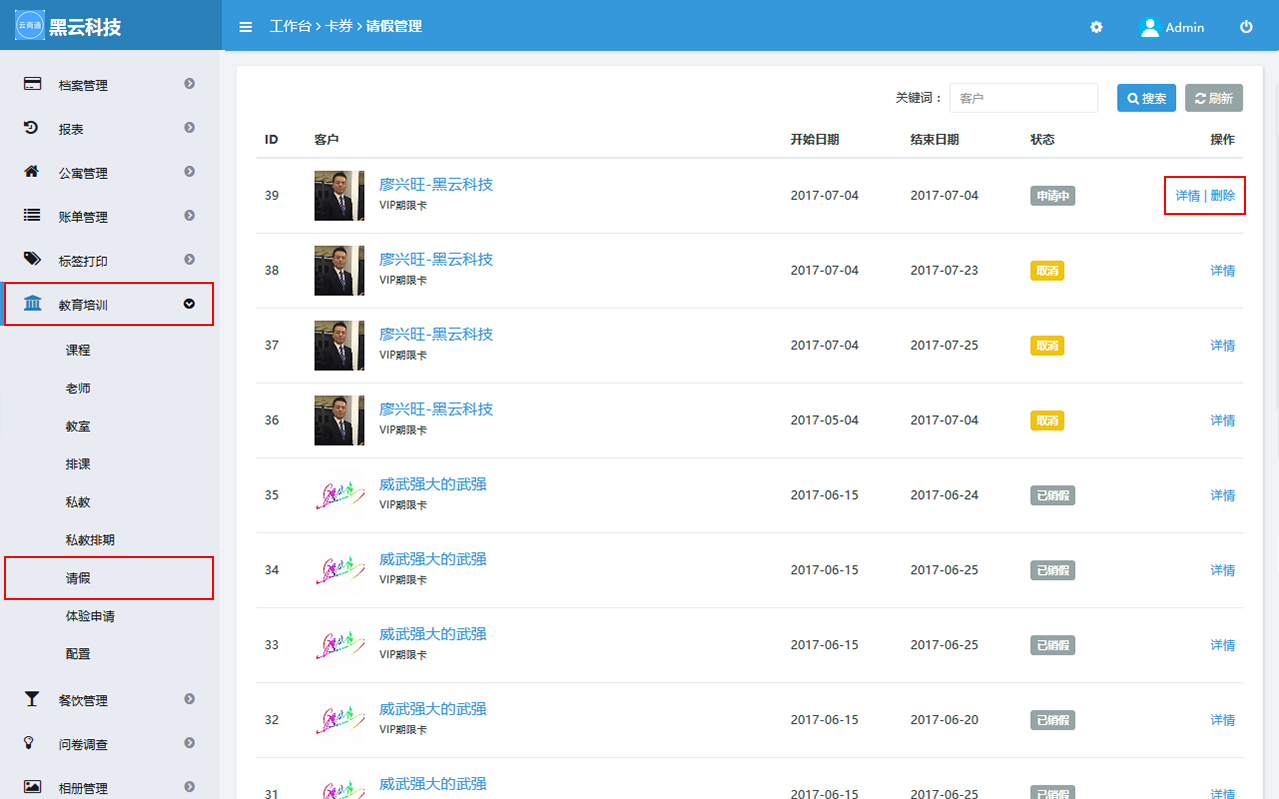 云商通 黑云科技
工作台 > 卡券 > 请假管理
Admin
档案管理
报表
公寓管理
账单管理
标签打印
教育培训
课程
老师
教室
排课
私教
私教排期
请假
体验申请
配置
餐饮管理
问卷调查
相册管理
关键词： 客户 搜索 刷新
ID 客户 开始日期 结束日期 状态 操作
39 廖兴旺-黑云科技 2017-07-04 2017-07-04 申请中 详情 | 删除
VIP期限卡
38 廖兴旺-黑云科技 2017-07-04 2017-07-23 取消 详情
VIP期限卡
37 廖兴旺-黑云科技 2017-07-04 2017-07-25 取消 详情
VIP期限卡
36 廖兴旺-黑云科技 2017-05-04 2017-07-04 取消 详情
VIP期限卡
35 威武强大的武强 2017-06-15 2017-06-24 已销假 详情
VIP期限卡
34 威武强大的武强 2017-06-15 2017-06-25 已销假 详情
VIP期限卡
33 威武强大的武强 2017-06-15 2017-06-25 已销假 详情
VIP期限卡
32 威武强大的武强 2017-06-15 2017-06-20 已销假 详情
VIP期限卡
31 威武强大的武强 2017-06-15 2017-06-25 已销假 详情